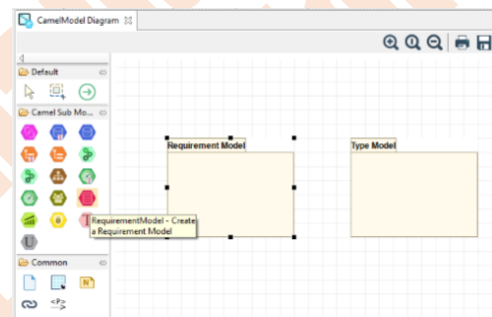 CamelModel Diagram
Default
Camel Sub Mo...
Requirement Model
Type Model
T
RequirementModel - Create
a Requirement Model
U
Common
N
<P>